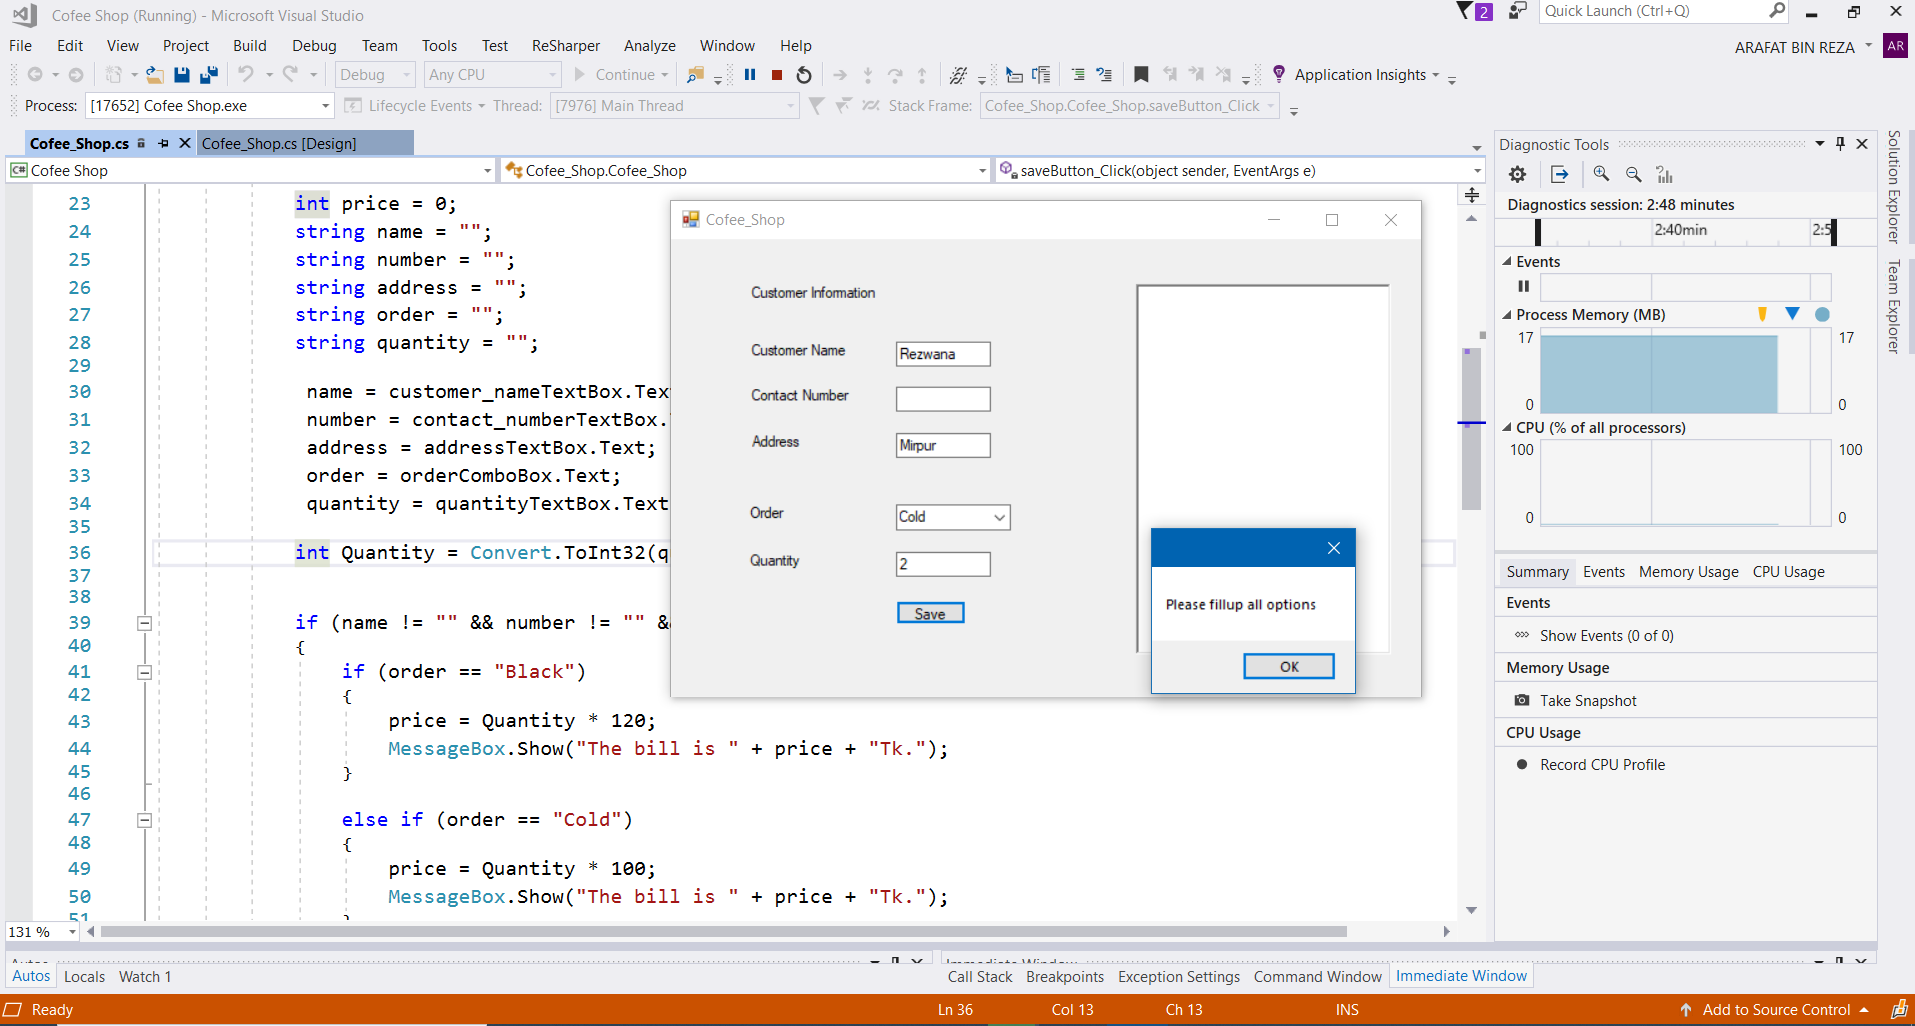 Cofee Shop (Running) - Microsoft Visual Studio
2
Quick Launch (Ctrl+Q)
File Edit View Project Build Debug Team Tools Test ReSharper Analyze Window Help
ARAFAT BIN REZA AR
Debug Any CPU Continue Application Insights
Process: [17652] Cofee Shop.exe Lifecycle Events Thread: [7976] Main Thread Stack Frame: Cofee_Shop.Cofee_Shop.saveButton_Click
Cofee_Shop.cs Cofee_Shop.cs [Design]
C# Cofee Shop Cofee_Shop.Cofee_Shop saveButton_Click(object sender, EventArgs e)
23 int price = 0;
24 string name = "";
25 string number = "";
26 string address = "";
27 string order = "";
28 string quantity = "";
29
30 name = customer_nameTextBox.Tex
31 number = contact_numberTextBox.
32 address = addressTextBox.Text;
33 order = orderComboBox.Text;
34 quantity = quantityTextBox.Text
35
36 int Quantity = Convert.ToInt32(q
37
38
39 if (name != "" && number != "" &
40 {
41 if (order == "Black")
42 {
43 price = Quantity * 120;
44 MessageBox.Show("The bill is " + price + "Tk.");
45 }
46
47 else if (order == "Cold")
48 {
49 price = Quantity * 100;
50 MessageBox.Show("The bill is " + price + "Tk.");
51 }
131 %
Cofee_Shop
Customer Information
Customer Name Rezwana
Contact Number
Address Mirpur
Order Cold
Quantity 2
Save
Please fillup all options
OK
Diagnostic Tools
Diagnostics session: 2:48 minutes
2:40min 2:5
Events
Process Memory (MB)
17 17
0 0
CPU (% of all processors)
100 100
0 0
Summary Events Memory Usage CPU Usage
Events
Show Events (0 of 0)
Memory Usage
Take Snapshot
CPU Usage
Record CPU Profile
Solution Explorer
Team Explorer
Autos
Immediate Window
Autos Locals Watch 1
Call Stack Breakpoints Exception Settings Command Window Immediate Window
Ready Ln 36 Col 13 Ch 13 INS Add to Source Control